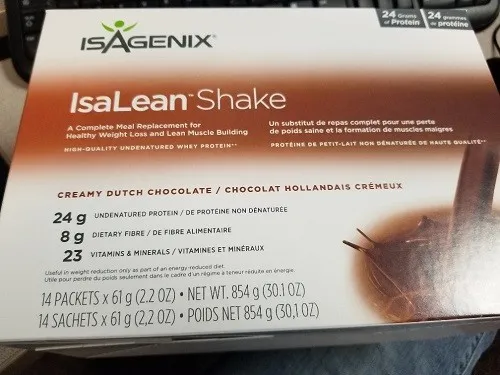 ISAGENIX®
24 Grams of Protein
24 grammes de protéine
IsaLean™ Shake
A Complete Meal Replacement for
Healthy Weight Loss and Lean Muscle Building
HIGH-QUALITY UNDENATURED WHEY PROTEIN**
Un substitut de repas complet pour une perte
de poids saine et la formation de muscles maigres
PROTÉINE DE PETIT-LAIT NON DÉNATURÉE DE HAUTE QUALITÉ**
CREAMY DUTCH CHOCOLATE / CHOCOLAT HOLLANDAIS CRÉMEUX
24 g UNDENATURED PROTEIN / DE PROTÉINE NON DÉNATURÉE
8 g DIETARY FIBRE / DE FIBRE ALIMENTAIRE
23 VITAMINS & MINERALS / VITAMINES ET MINÉRAUX
Useful in weight reduction only as part of an energy-reduced diet.
Utile pour perdre du poids seulement dans le cadre d'un régime à teneur réduite en énergie.
14 PACKETS x 61 g (2.2 OZ) • NET WT. 854 g (30.1 OZ)
14 SACHETS x 61 g (2,2 OZ) • POIDS NET 854 g (30,1 OZ)